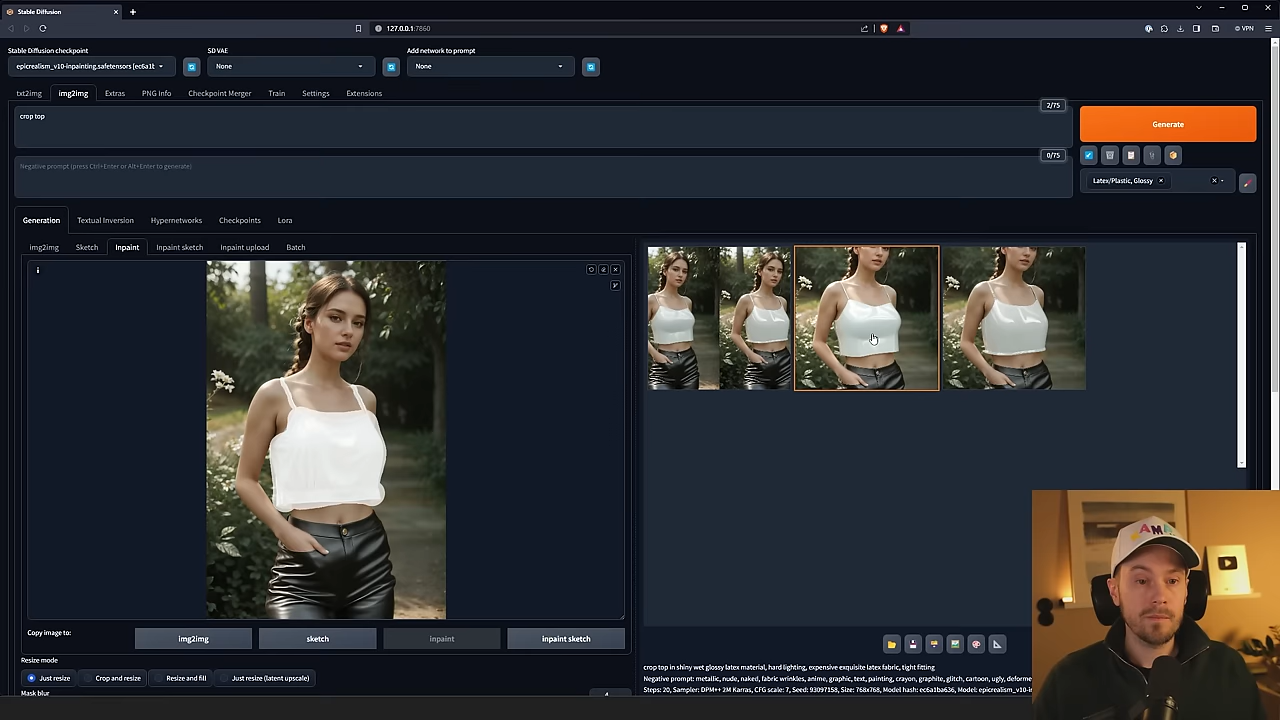 Stable Diffusion
127.0.0.1:7860
VPN
Stable Diffusion checkpoint
SD VAE
Add network to prompt
epicrealism_v10-inpainting.safetensors [ec6a1b
None
None
txt2img
img2img
Extras
PNG Info
Checkpoint Merger
Train
Settings
Extensions
crop top
2/75
Generate
Negative prompt (press Ctrl+Enter or Alt+Enter to generate)
0/75
Latex/Plastic, Glossy
Generation
Textual Inversion
Hypernetworks
Checkpoints
Lora
img2img
Sketch
Inpaint
Inpaint sketch
Inpaint upload
Batch
Copy image to:
img2img
sketch
inpaint
inpaint sketch
Resize mode
Just resize
Crop and resize
Resize and fill
Just resize (latent upscale)
Mask blur
4
crop top in shiny wet glossy latex material, hard lighting, expensive exquisite latex fabric, tight fitting
Negative prompt: metallic, nude, naked, fabric wrinkles, anime, graphic, text, painting, crayon, graphite, glitch, cartoon, ugly, deforme
Steps: 20, Sampler: DPM++ 2M Karras, CFG scale: 7, Seed: 93097158, Size: 768x768, Model hash: ec6a1ba636, Model: epicrealism_v10-i